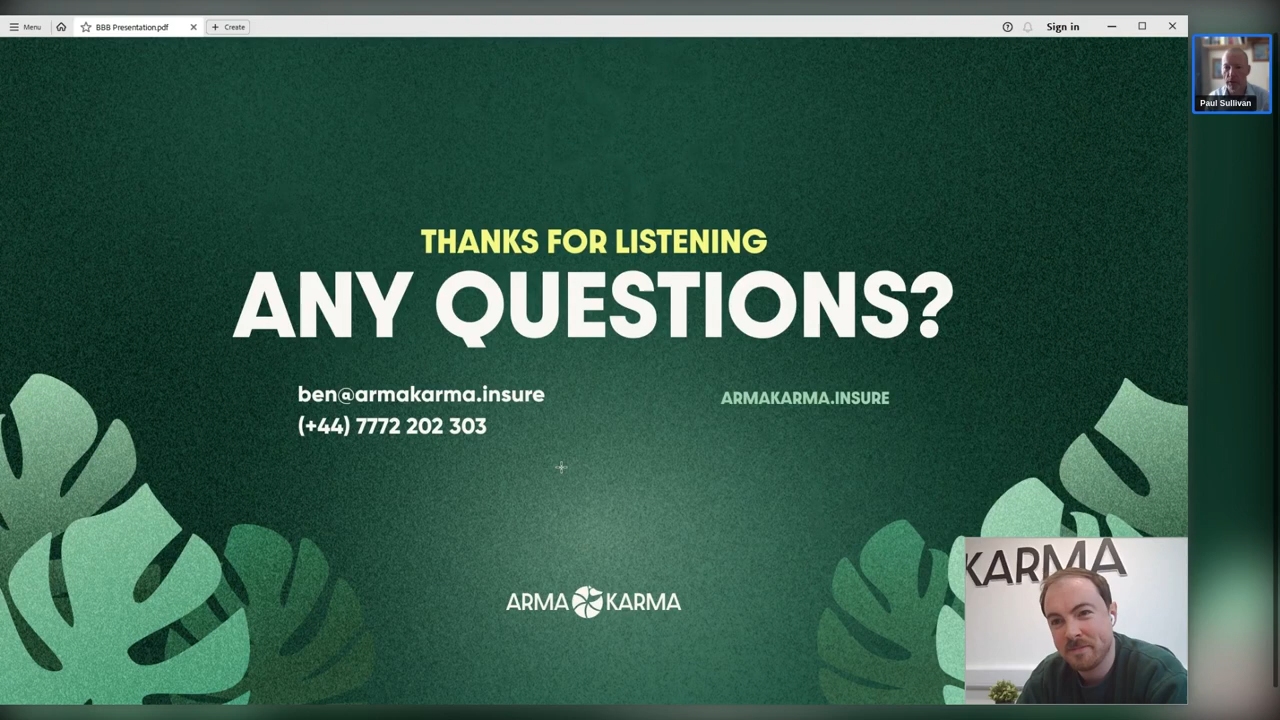 Menu
BBB Presentation.pdf
Create
Sign in
Paul Sullivan
THANKS FOR LISTENING
ANY QUESTIONS?
ben@armakarma.insure
(+44) 7772 202 303
ARMAKARMA.INSURE
ARMA KARMA
KARMA